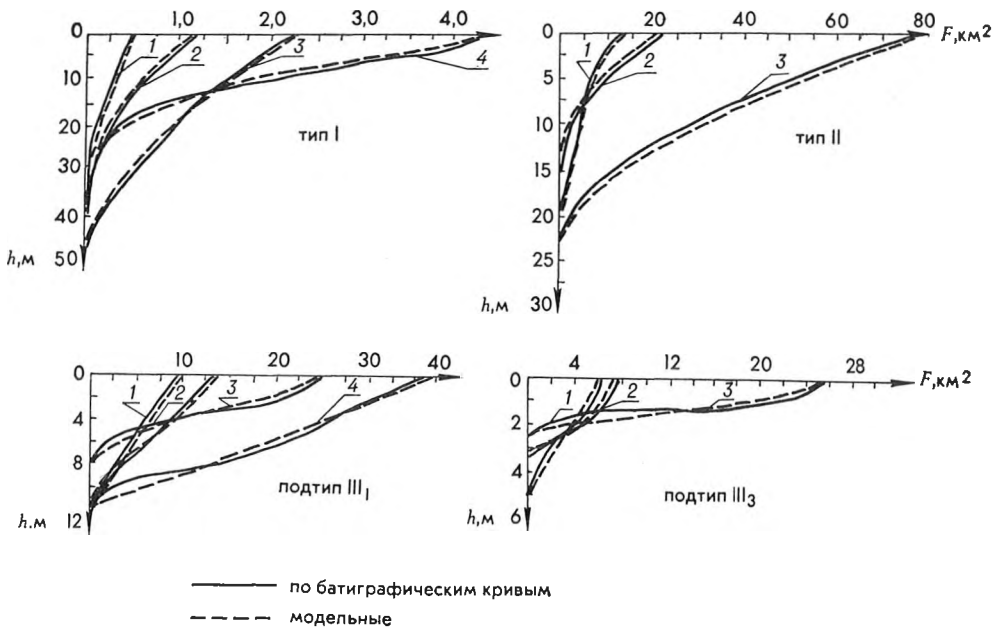 0 1,0 2,0 3,0 4,0
1 2 3 4
10
20
30
40
50
h,м
тип I
0 20 40 60 80 F,км²
1 2 3
5
10
15
20
25
30
h,м
тип II
0 10 20 30 40
1 2 3 4
4
8
12
h.м
подтип III₁
0 4 12 20 28 F,км²
1 2 3
2
4
6
h,м
подтип III₃
по батиграфическим кривым
модельные